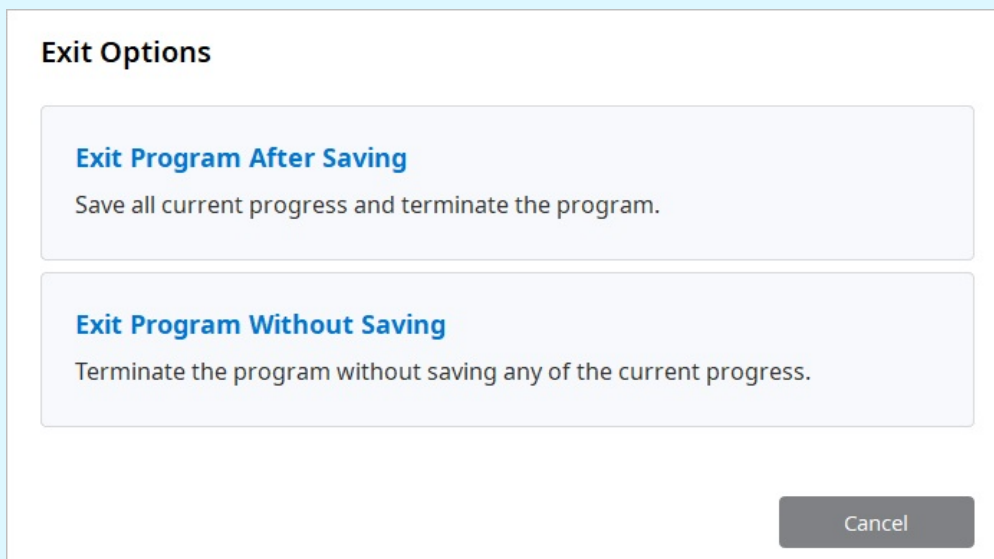 Exit Options
Exit Program After Saving
Save all current progress and terminate the program.
Exit Program Without Saving
Terminate the program without saving any of the current progress.
Cancel